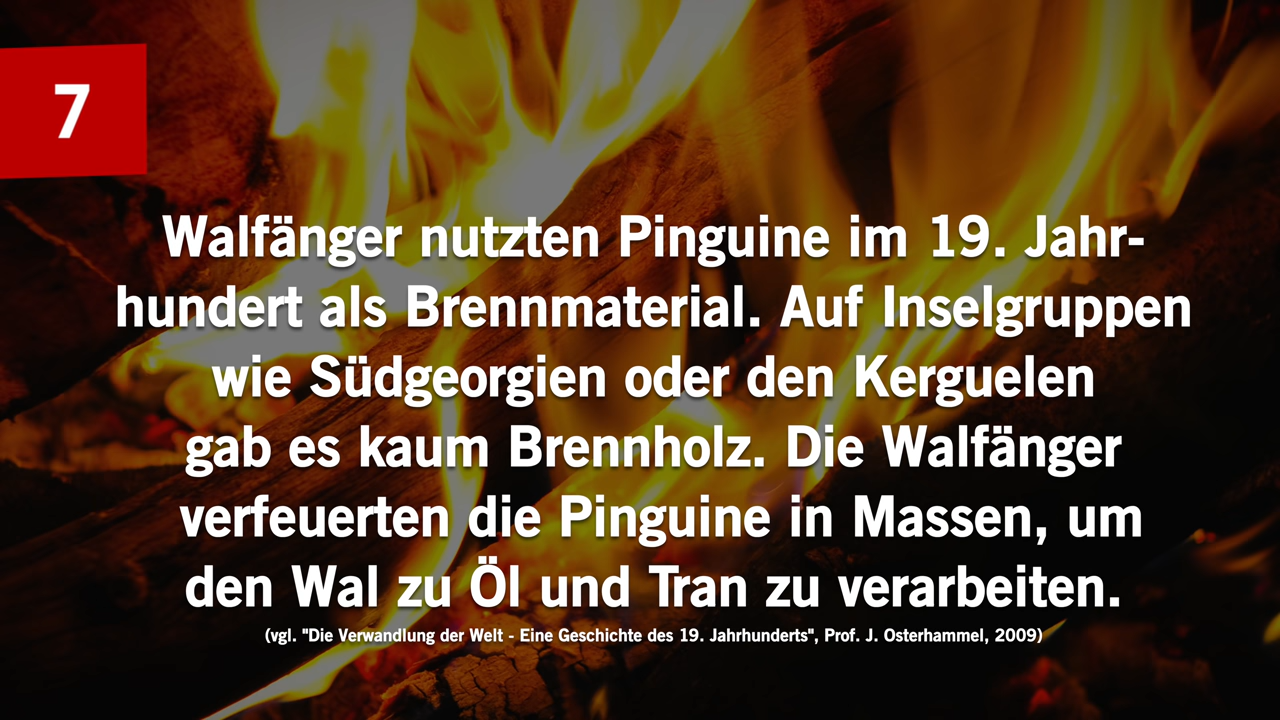 7
Walfänger nutzten Pinguine im 19. Jahr-
hundert als Brennmaterial. Auf Inselgruppen
wie Südgeorgien oder den Kerguelen
gab es kaum Brennholz. Die Walfänger
verfeuerten die Pinguine in Massen, um
den Wal zu Öl und Tran zu verarbeiten.
(vgl. "Die Verwandlung der Welt - Eine Geschichte des 19. Jahrhunderts", Prof. J. Osterhammel, 2009)